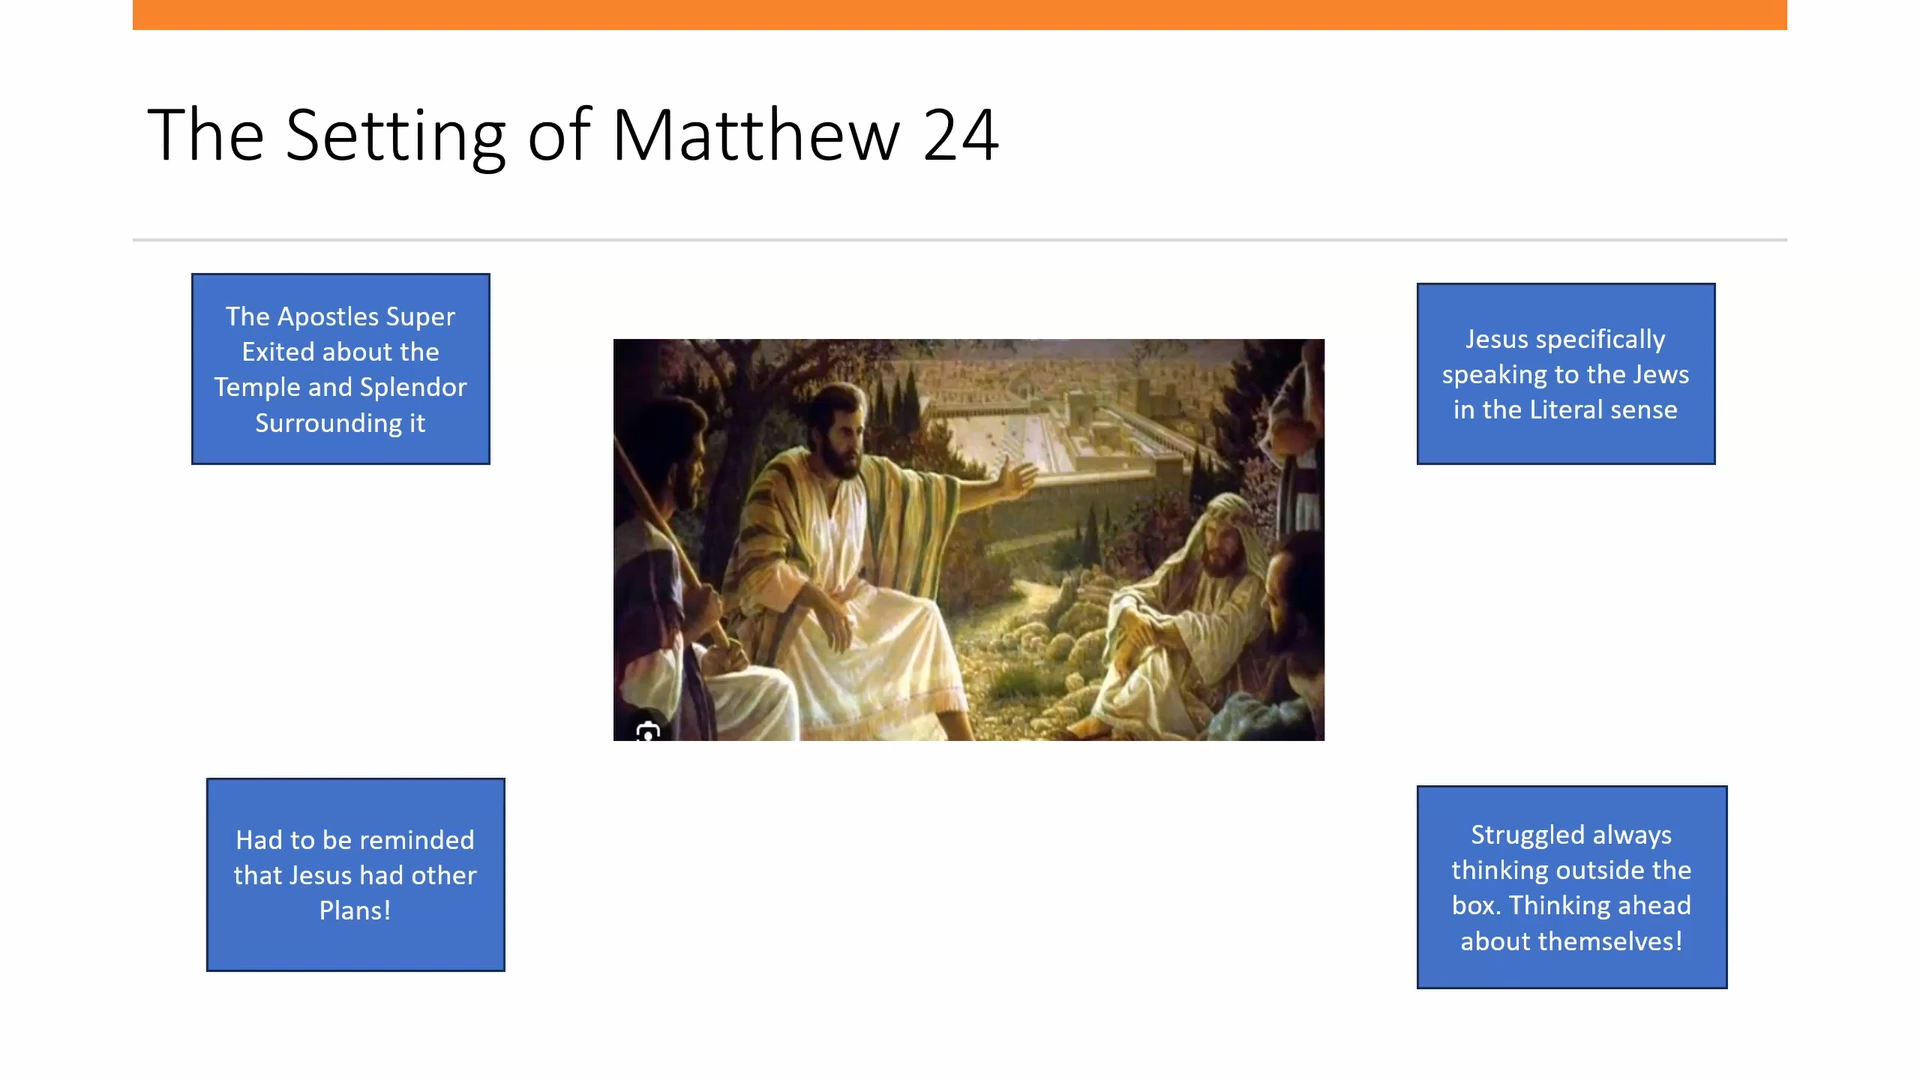 The Setting of Matthew 24
The Apostles Super
Exited about the
Temple and Splendor
Surrounding it
Jesus specifically
speaking to the Jews
in the Literal sense
Had to be reminded
that Jesus had other
Plans!
Struggled always
thinking outside the
box. Thinking ahead
about themselves!